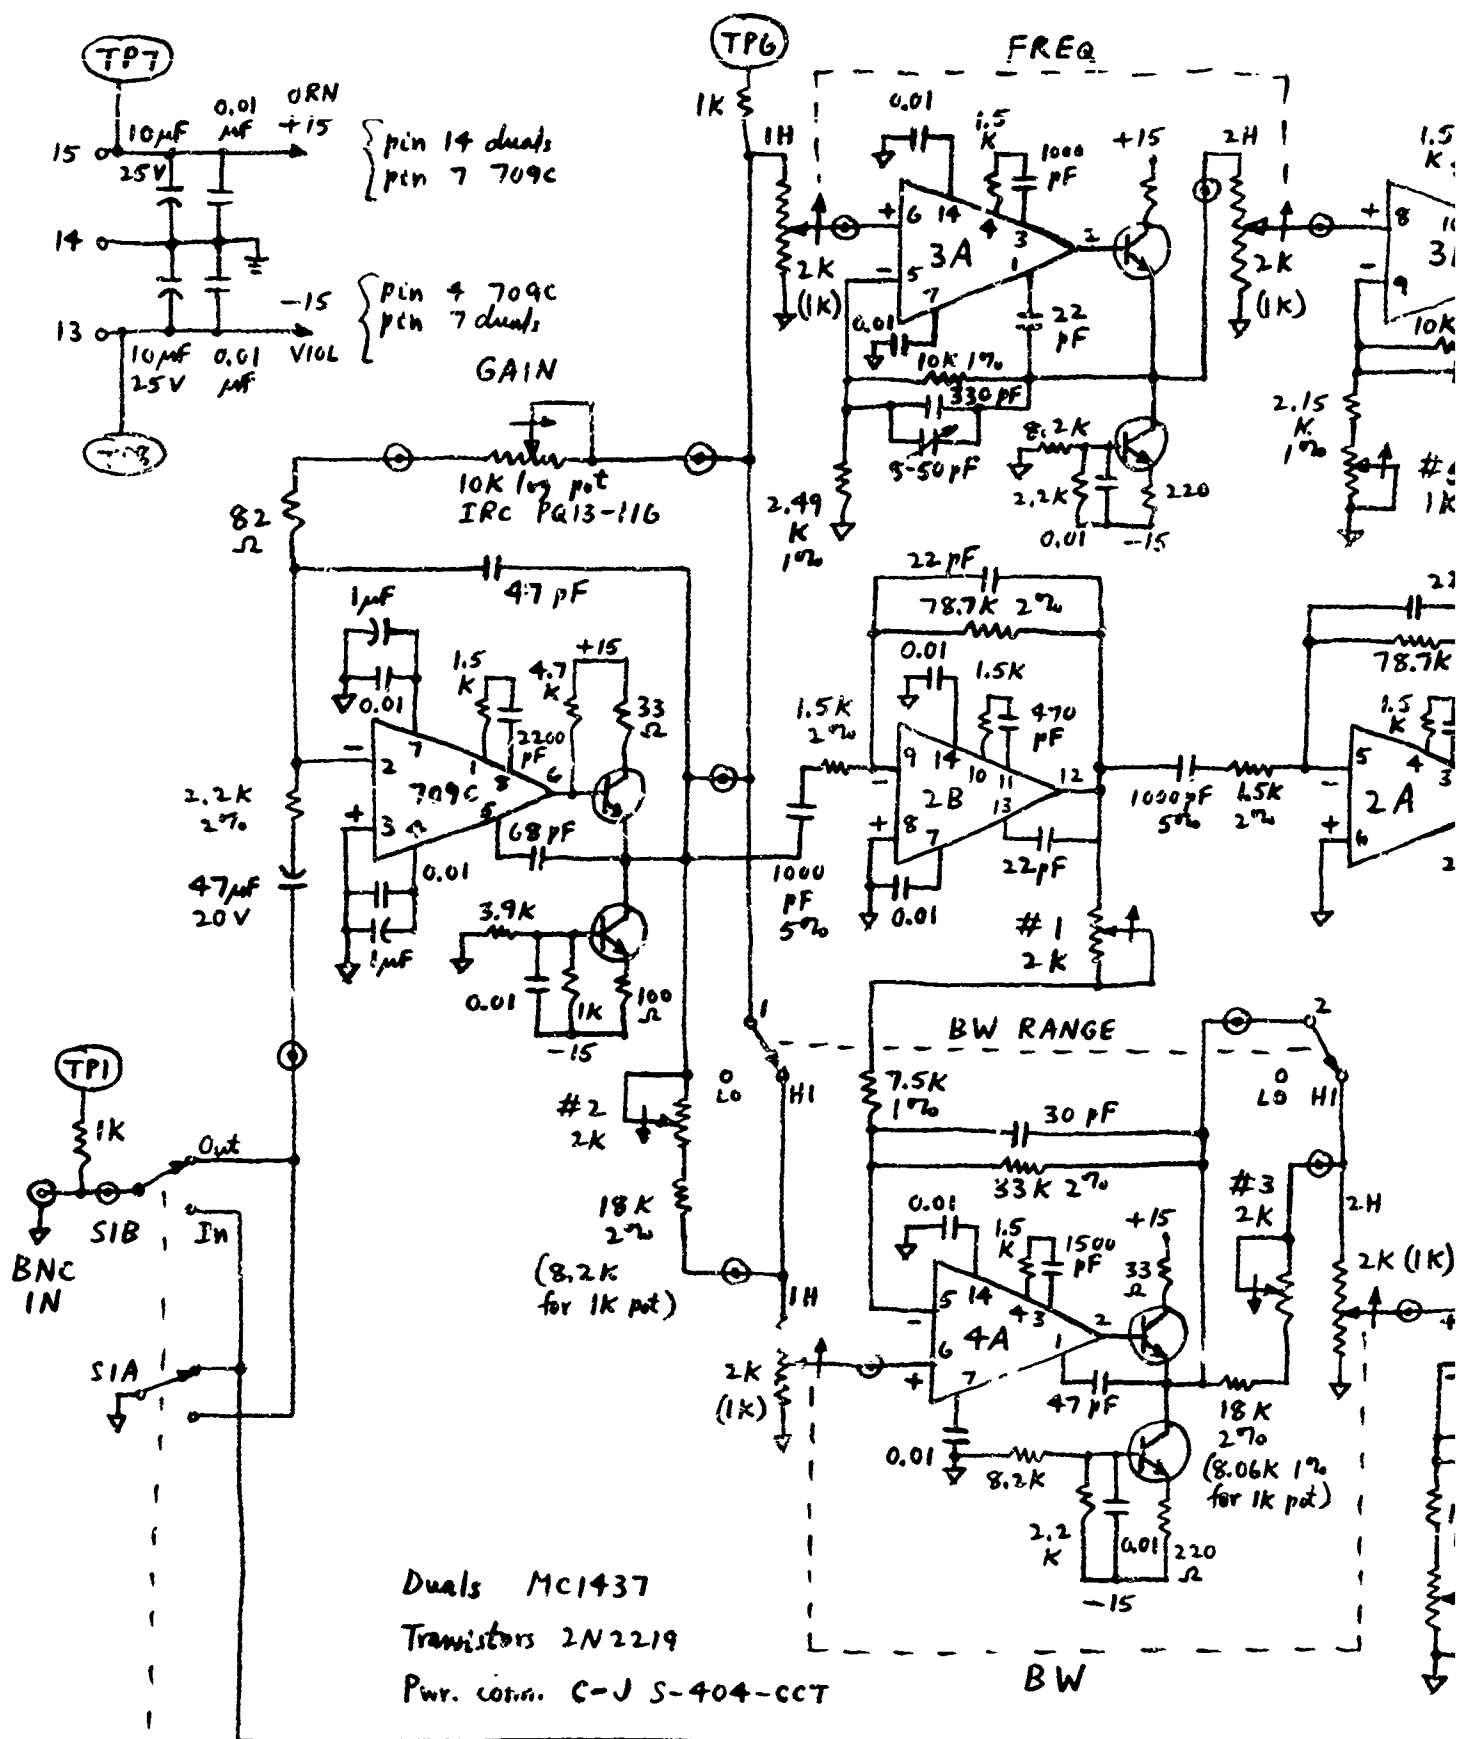 TP7
TP6
FREQ
15
10µF
25V
0.01
µF
ORN
+15
pin 14 duals
pin 7 709C
14
13
10µF
25V
0.01
µF
-15
VIOL
pin 4 709C
pin 7 duals
1K
1H
2K
(1K)
0.01
1.5
K
1000
pF
+15
2H
2K
(1K)
+
6
14
4
3
3A
2
1
-
5
7
0.01
22
pF
10K 1%
330 pF
5-50pF
8.2K
2.2K
0.01
220
-15
2.49
K
1%
1.5
K
+
8
-
9
10K
2.15
K
1%
1K
GAIN
10K log pot
IRC PQ13-116
82
Ω
47 pF
1µF
0.01
1.5
K
2200
pF
4.7
K
+15
33
Ω
-
2
7
1
8
6
709C
+
3
5
68 pF
0.01
1µF
2.2K
2%
47µF
20V
3.9K
0.01
1K
100
Ω
-15
22 pF
78.7K 2%
0.01
1.5K
470
pF
1.5K
2%
9
-
14
10
11
12
2B
13
+
8
7
0.01
22pF
1000
pF
5%
#1
2K
1000pF
5%
1.5K
2%
22
78.7K
1.5
K
5
-
4
3
2A
+
6
2
TP1
1K
Out
In
S1B
BNC
IN
S1A
1
BW RANGE
2
LO
HI
LO
HI
#2
2K
18K
2%
(8.2K
for 1K pot)
1H
2K
(1K)
7.5K
1%
30 pF
33K 2%
0.01
1.5
K
1500
pF
+15
33
Ω
5
-
14
4
3
2
4A
1
6
+
7
47 pF
0.01
8.2K
2.2
K
0.01
220
Ω
-15
#3
2K
2H
2K (1K)
18K
2%
(8.06K 1%
for 1K pot)
BW
Duals MC1437
Transistors 2N2219
Pwr. conn. C-J S-404-CCT